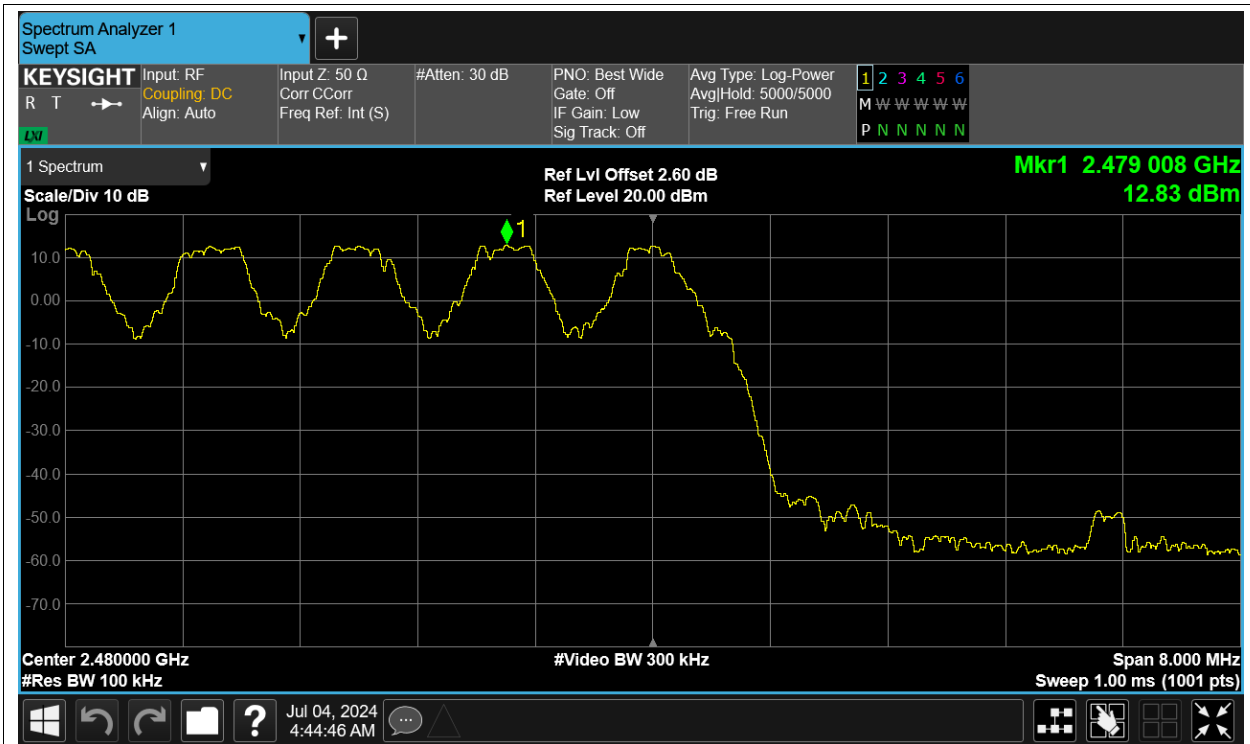 Spectrum Analyzer 1
Swept SA
KEYSIGHT
R T
LXI
Input: RF
Coupling: DC
Align: Auto
Input Z: 50 Ω
Corr CCorr
Freq Ref: Int (S)
#Atten: 30 dB
PNO: Best Wide
Gate: Off
IF Gain: Low
Sig Track: Off
Avg Type: Log-Power
Avg|Hold: 5000/5000
Trig: Free Run
1 2 3 4 5 6
M W W W W W
P N N N N N
1 Spectrum
Scale/Div 10 dB
Log
Ref Lvl Offset 2.60 dB
Ref Level 20.00 dBm
Mkr1 2.479 008 GHz
12.83 dBm
1
10.0
0.00
-10.0
-20.0
-30.0
-40.0
-50.0
-60.0
-70.0
Center 2.480000 GHz
#Res BW 100 kHz
#Video BW 300 kHz
Span 8.000 MHz
Sweep 1.00 ms (1001 pts)
?
Jul 04, 2024
4:44:46 AM